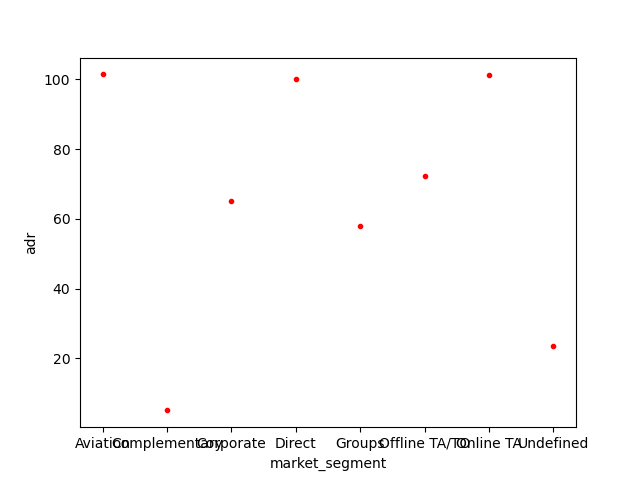 100
80
60
40
20
adr
Aviation Complementary Corporate Direct Groups Offline TA/TO Online TA Undefined
market_segment